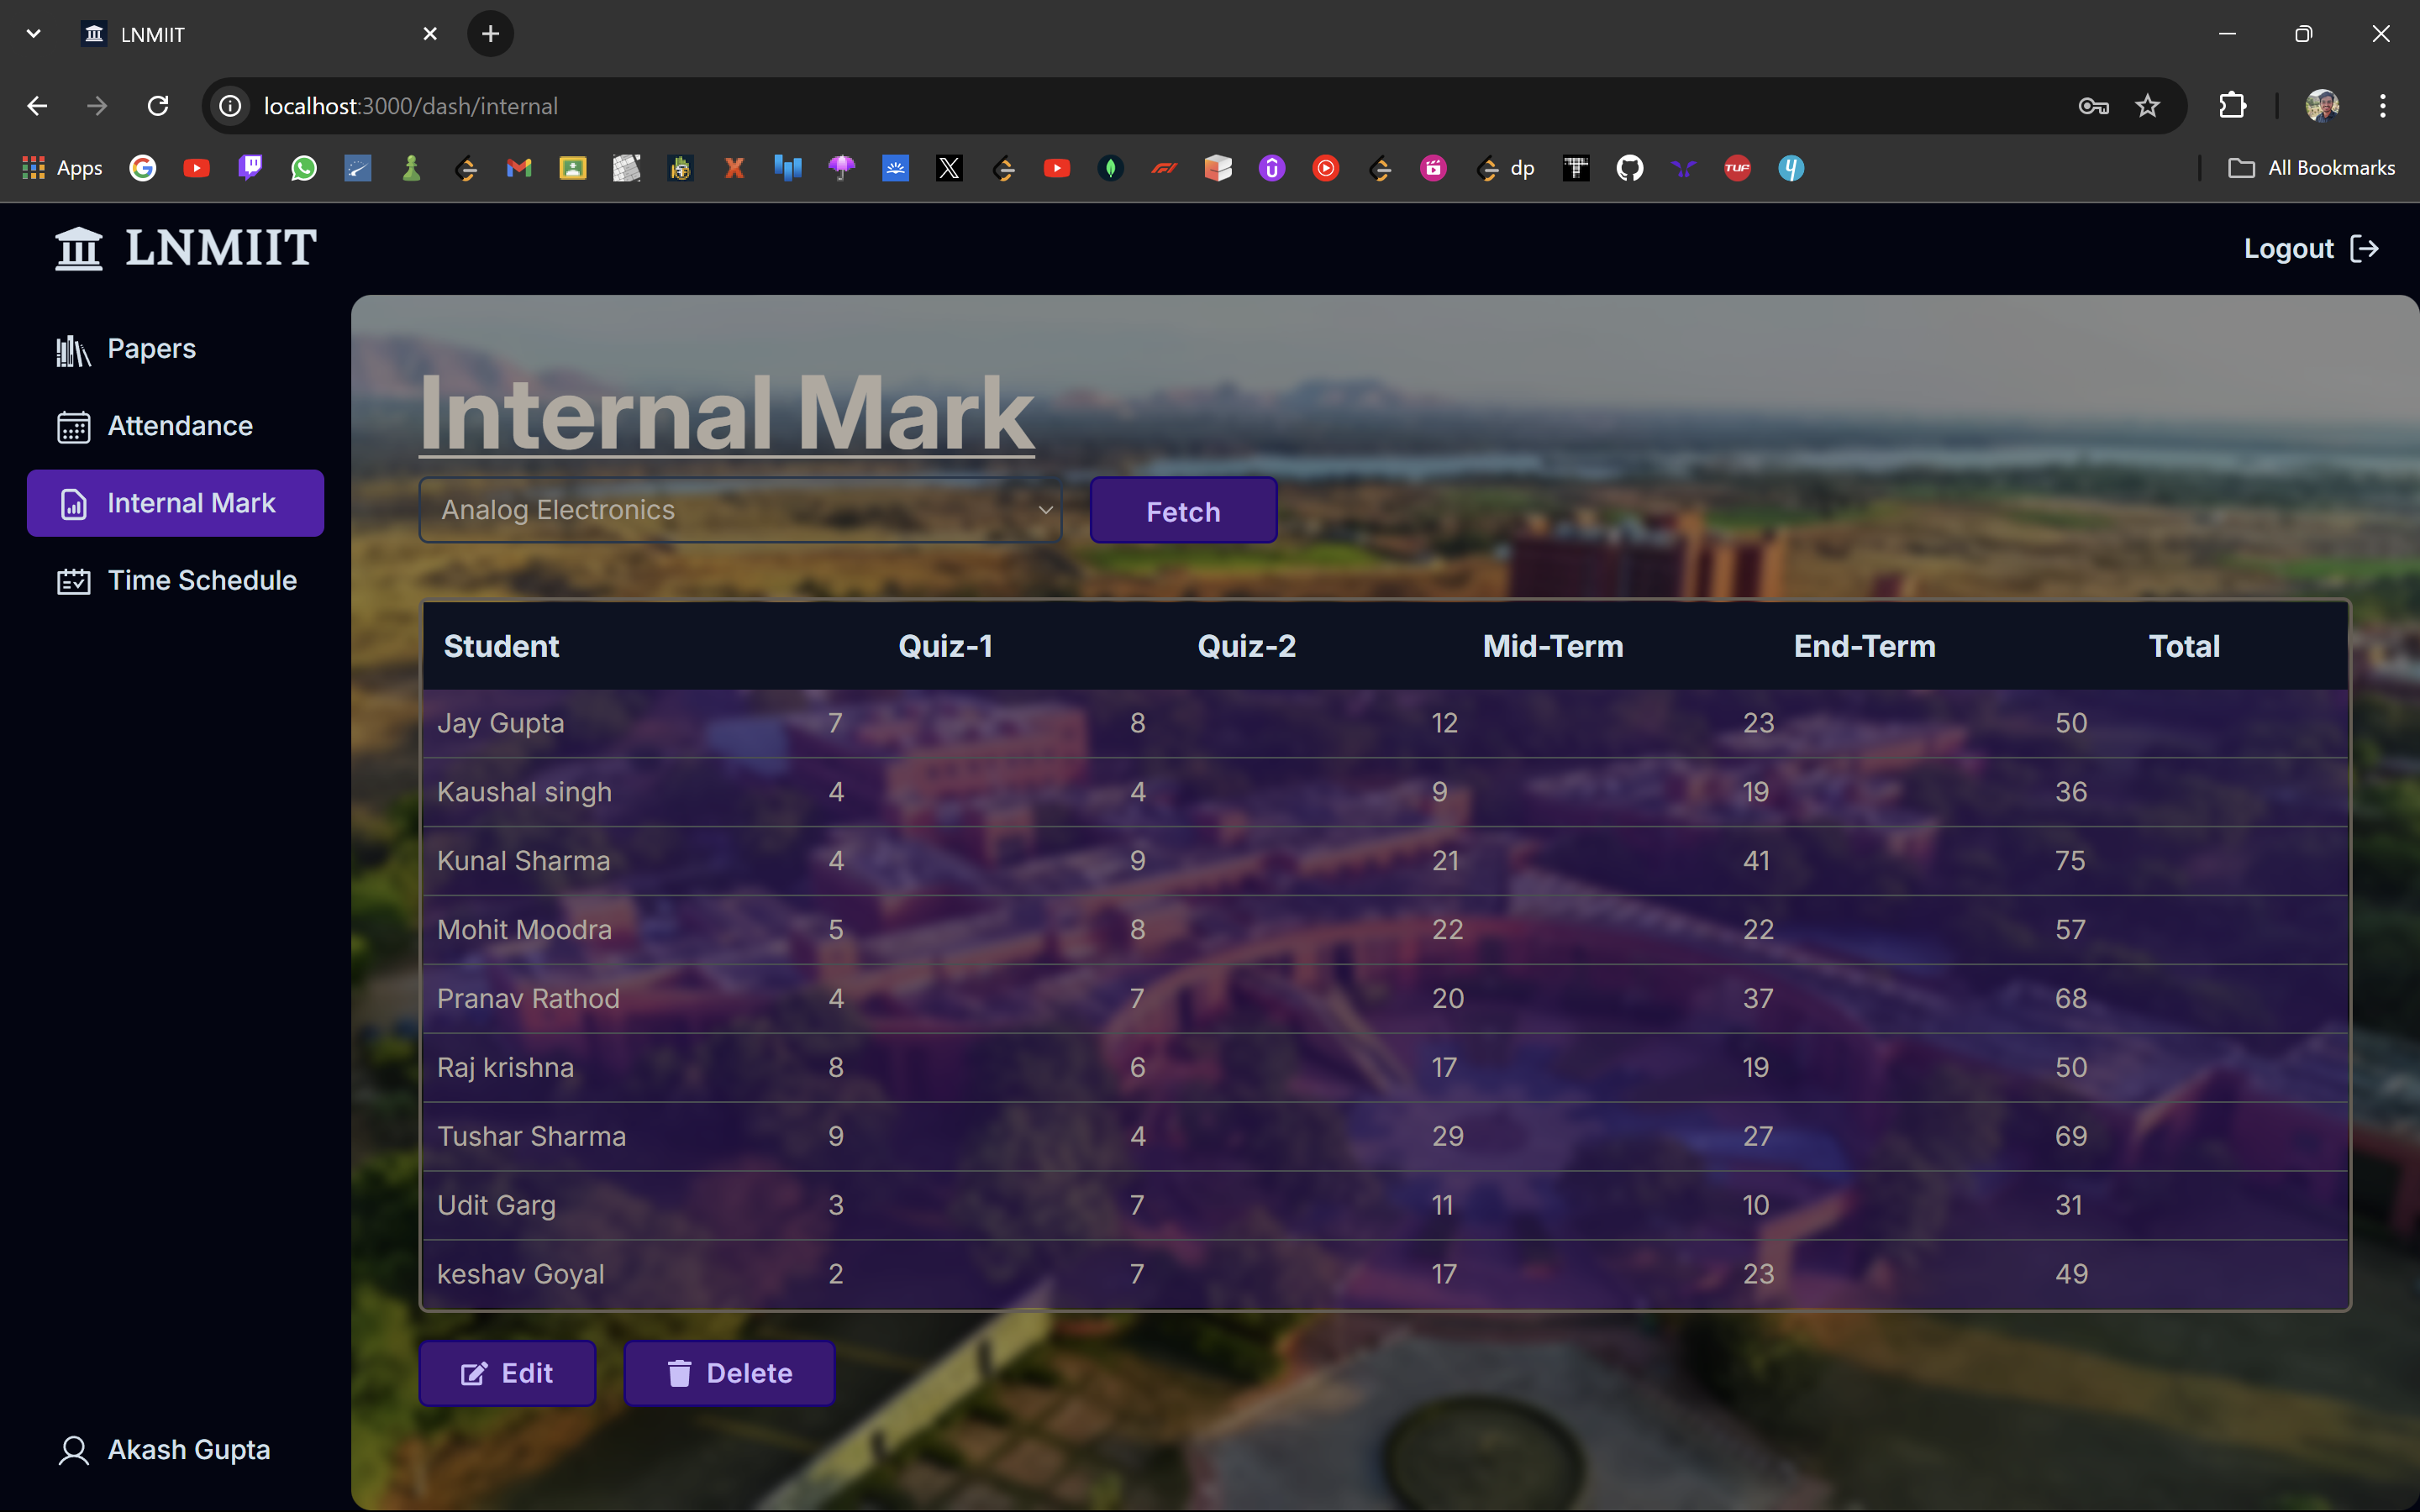 LNMIIT
localhost:3000/dash/internal
Apps
dp
All Bookmarks
LNMIIT
Logout
Papers
Attendance
Internal Mark
Time Schedule
Akash Gupta
Internal Mark
Analog Electronics
Fetch
Student Quiz-1 Quiz-2 Mid-Term End-Term Total
Jay Gupta 7 8 12 23 50
Kaushal singh 4 4 9 19 36
Kunal Sharma 4 9 21 41 75
Mohit Moodra 5 8 22 22 57
Pranav Rathod 4 7 20 37 68
Raj krishna 8 6 17 19 50
Tushar Sharma 9 4 29 27 69
Udit Garg 3 7 11 10 31
keshav Goyal 2 7 17 23 49
Edit
Delete